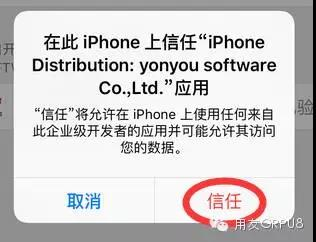 在此 iPhone 上信任“iPhone
Distribution: yonyou software
Co.,Ltd.”应用
“信任”将允许在 iPhone 上使用任何来自
此企业级开发者的应用并可能允许其访问
您的数据。
取消
信任
用友GRPU8